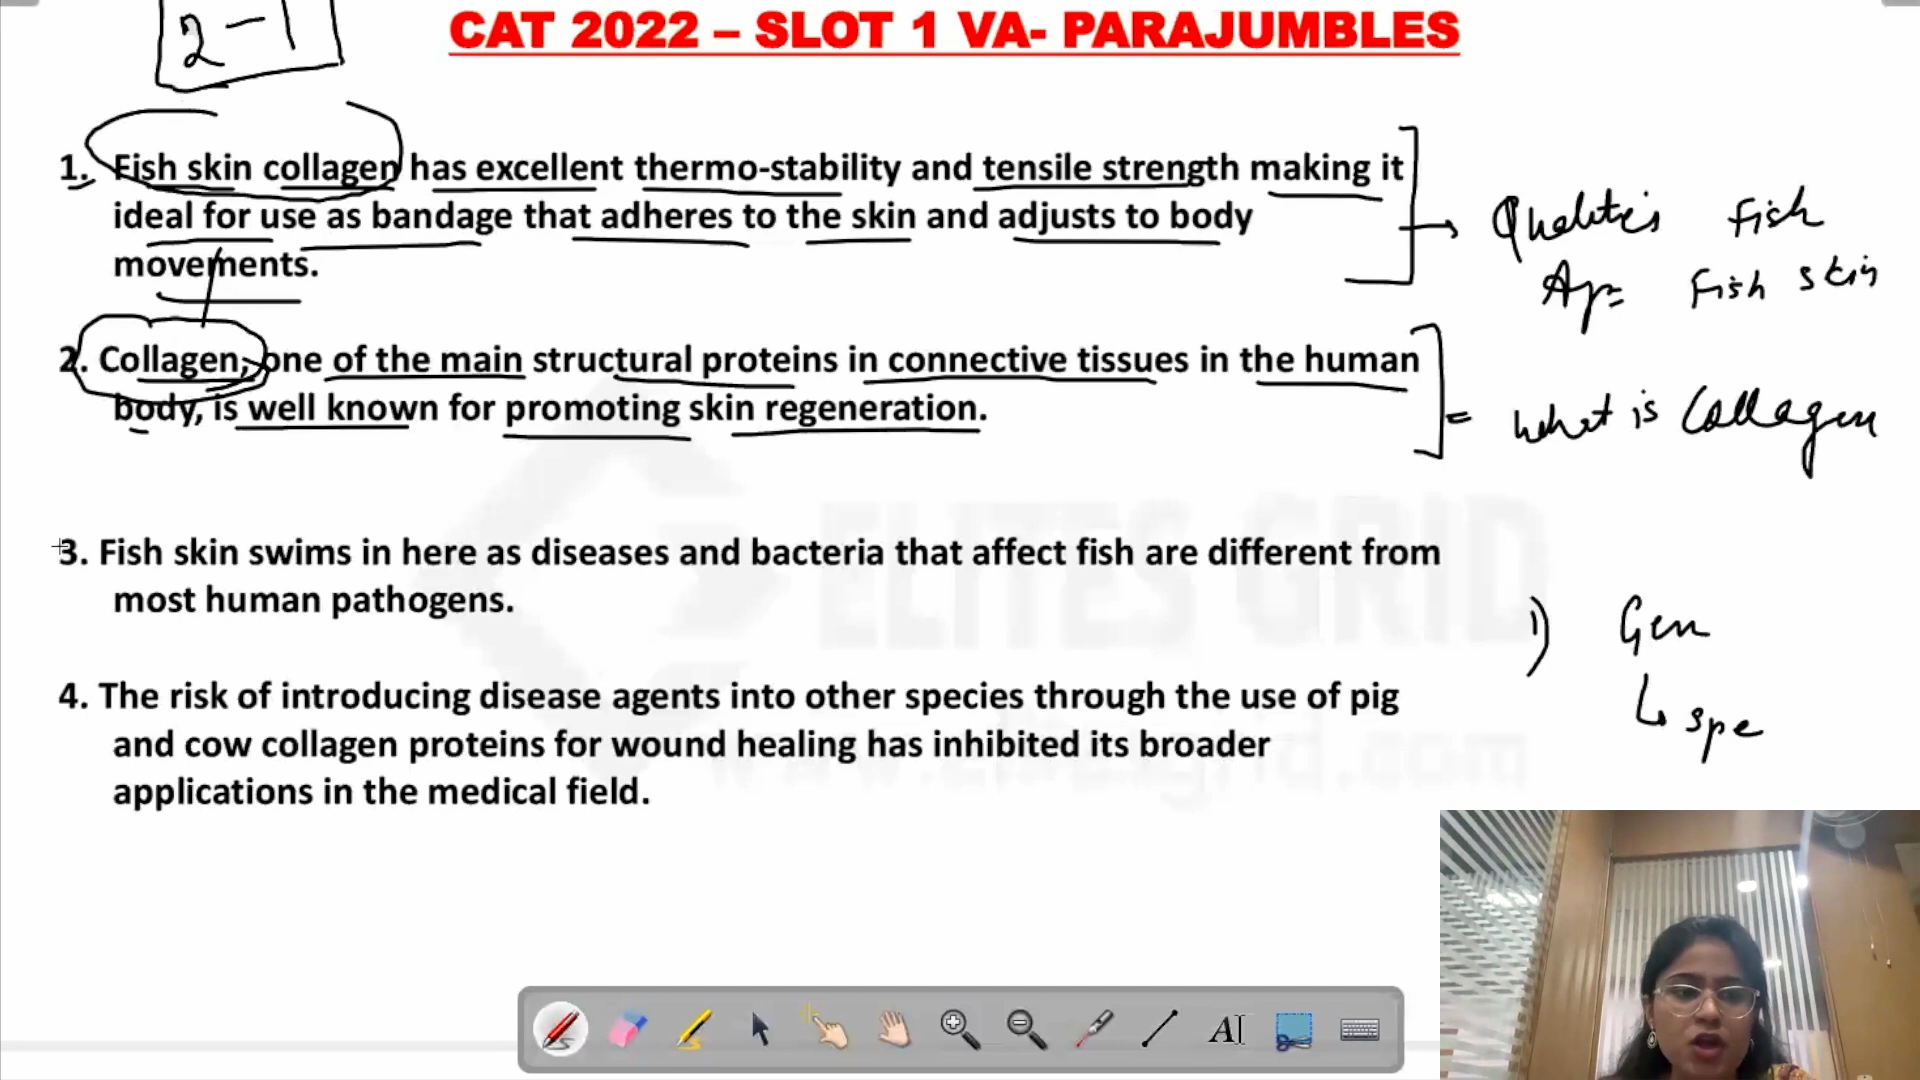 2-1
CAT 2022 – SLOT 1 VA- PARAJUMBLES
1. Fish skin collagen has excellent thermo-stability and tensile strength making it
ideal for use as bandage that adheres to the skin and adjusts to body
movements.
Qualities Fish
Fish skin
2. Collagen, one of the main structural proteins in connective tissues in the human
body, is well known for promoting skin regeneration.
= What is Collagen
3. Fish skin swims in here as diseases and bacteria that affect fish are different from
most human pathogens.
1) Gen
↳ spe
4. The risk of introducing disease agents into other species through the use of pig
and cow collagen proteins for wound healing has inhibited its broader
applications in the medical field.
ELITES GRID
www.elitesgrid.com
AI